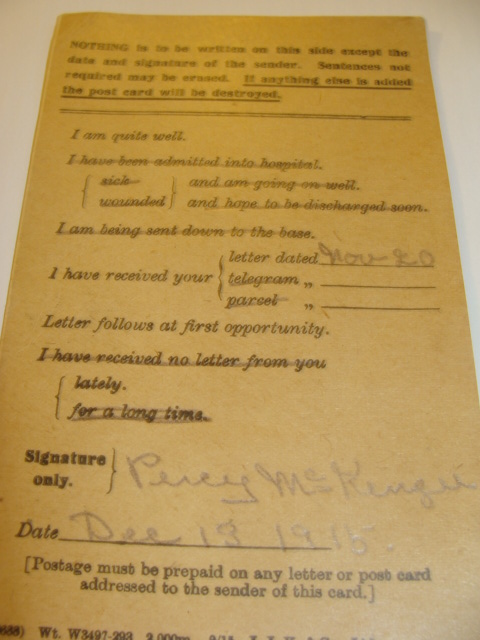 NOTHING is to be written on this side except the
date and signature of the sender. Sentences not
required may be erased. If anything else is added
the post card will be destroyed.
I am quite well.
I have been admitted into hospital.
sick and am going on well.
wounded and hope to be discharged soon.
I am being sent down to the base.
letter dated Nov 20
I have received your telegram „
parcel „
Letter follows at first opportunity.
I have received no letter from you
lately.
for a long time.
Signature
only.
Percy McKenzie
Date Dec 13 1915.
[Postage must be prepaid on any letter or post card
addressed to the sender of this card.]
Wt. W3497-293